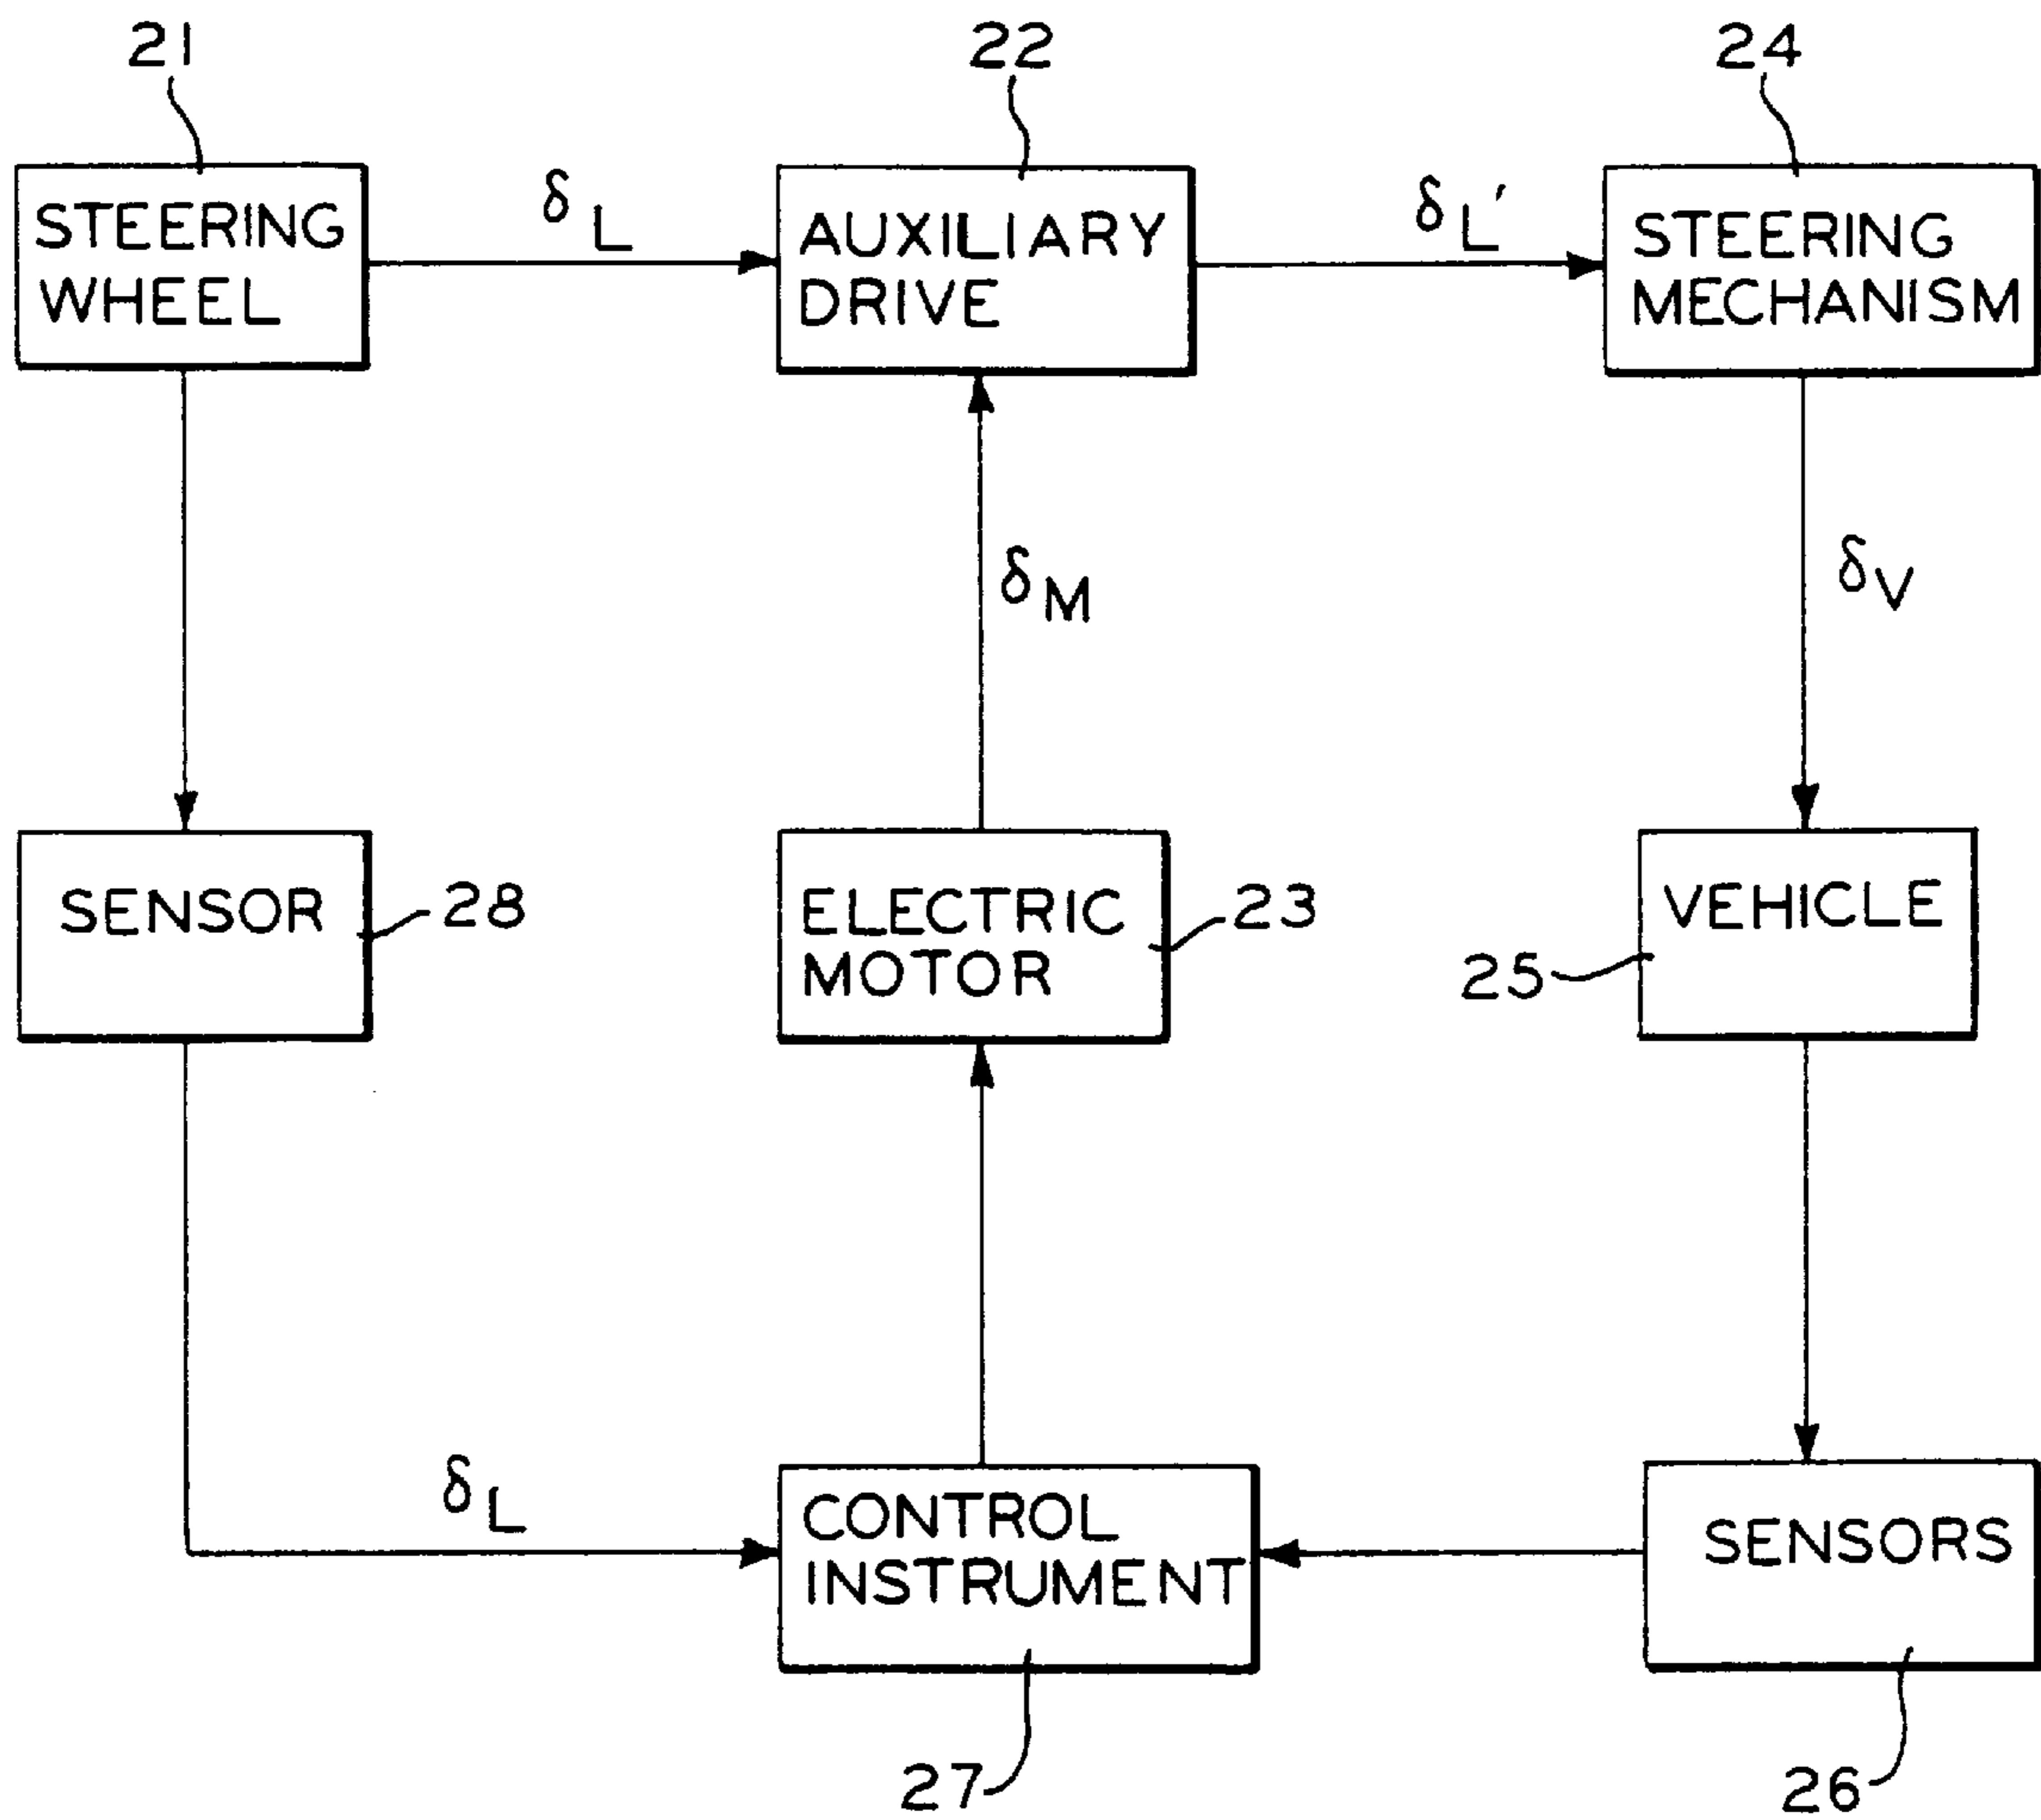 21
22
24
STEERING
WHEEL
δL
AUXILIARY
DRIVE
δL'
STEERING
MECHANISM
δM
δV
SENSOR
28
ELECTRIC
MOTOR
23
VEHICLE
25
δL
CONTROL
INSTRUMENT
SENSORS
27
26